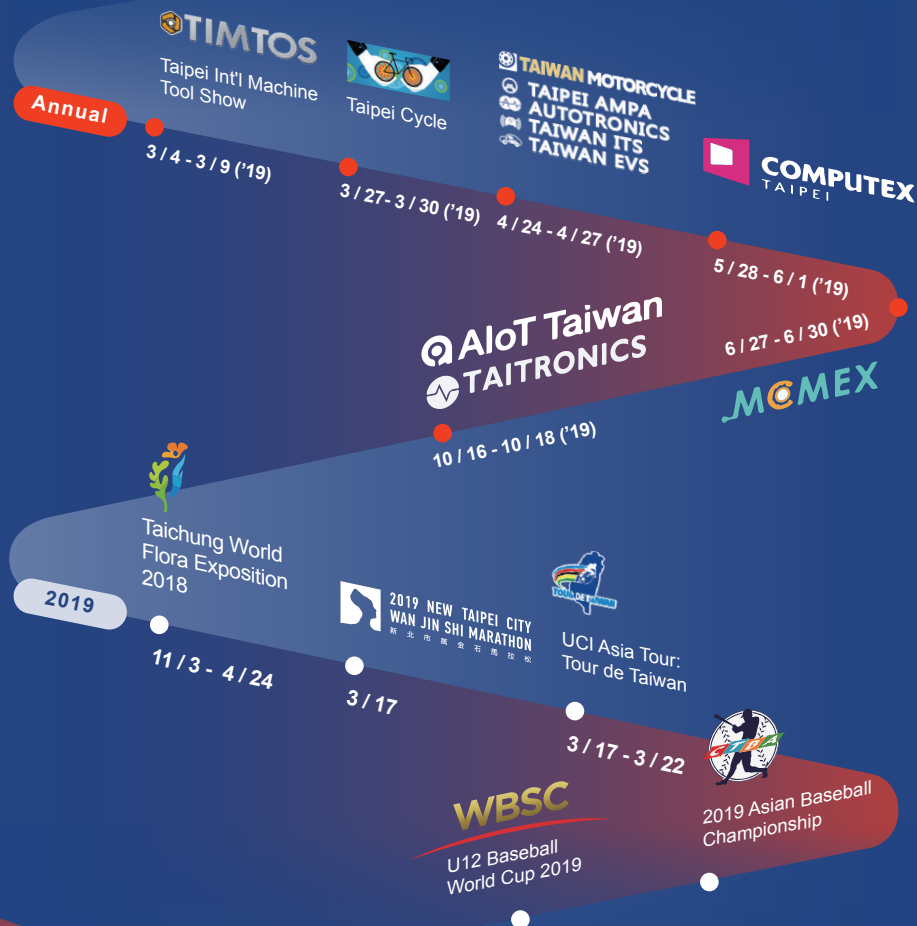 TIMTOS
Taipei Int'l Machine
Tool Show
Annual
3 / 4 - 3 / 9 ('19)
Taipei Cycle
3 / 27- 3 / 30 ('19)
TAIWAN MOTORCYCLE
TAIPEI AMPA
AUTOTRONICS
TAIWAN ITS
TAIWAN EVS
4 / 24 - 4 / 27 ('19)
COMPUTEX
TAIPEI
5 / 28 - 6 / 1 ('19)
6 / 27 - 6 / 30 ('19)
MCMEX
AIoT Taiwan
TAITRONICS
10 / 16 - 10 / 18 ('19)
Taichung World
Flora Exposition
2018
2019
11 / 3 - 4 / 24
2019 NEW TAIPEI CITY
WAN JIN SHI MARATHON
新北市萬金石馬拉松
3 / 17
TOUR DE TAIWAN
UCI Asia Tour:
Tour de Taiwan
3 / 17 - 3 / 22
CTBA
2019 Asian Baseball
Championship
WBSC
U12 Baseball
World Cup 2019